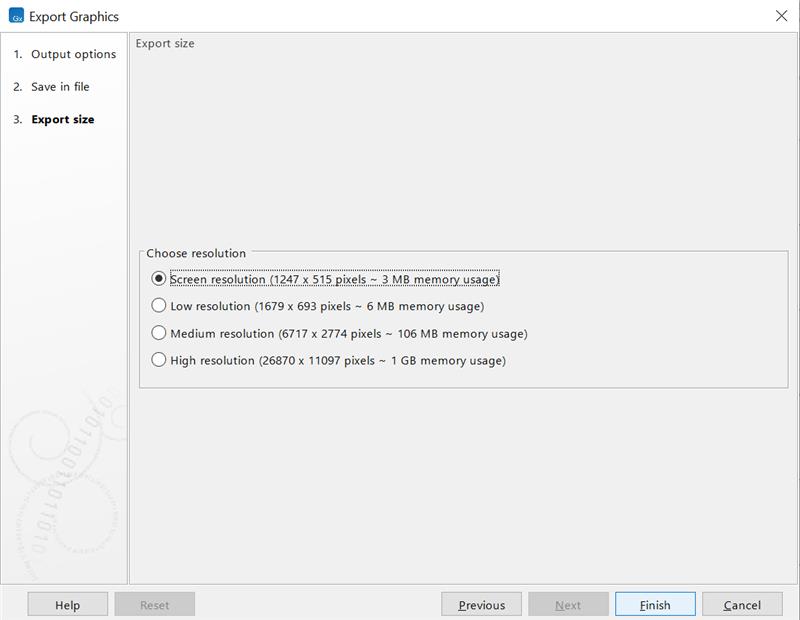 Gx
Export Graphics
1. Output options
2. Save in file
3. Export size
Export size
Choose resolution
Screen resolution (1247 x 515 pixels ~ 3 MB memory usage)
Low resolution (1679 x 693 pixels ~ 6 MB memory usage)
Medium resolution (6717 x 2774 pixels ~ 106 MB memory usage)
High resolution (26870 x 11097 pixels ~ 1 GB memory usage)
Help
Reset
Previous
Next
Finish
Cancel